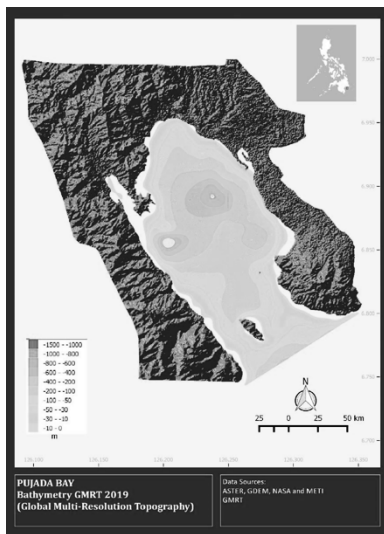 -1500 - -1000
-1000 - -800
-800 - -600
-600 - -400
-400 - -200
-200 - -100
-100 - -50
-50 - -20
-30 - -10
-10 - 0
m
N
25 0 25 50 km
PUJADA BAY
Bathymetry GMRT 2019
(Global Multi-Resolution Topography)
Data Sources:
ASTER, GDEM, NASA and METI
GMRT